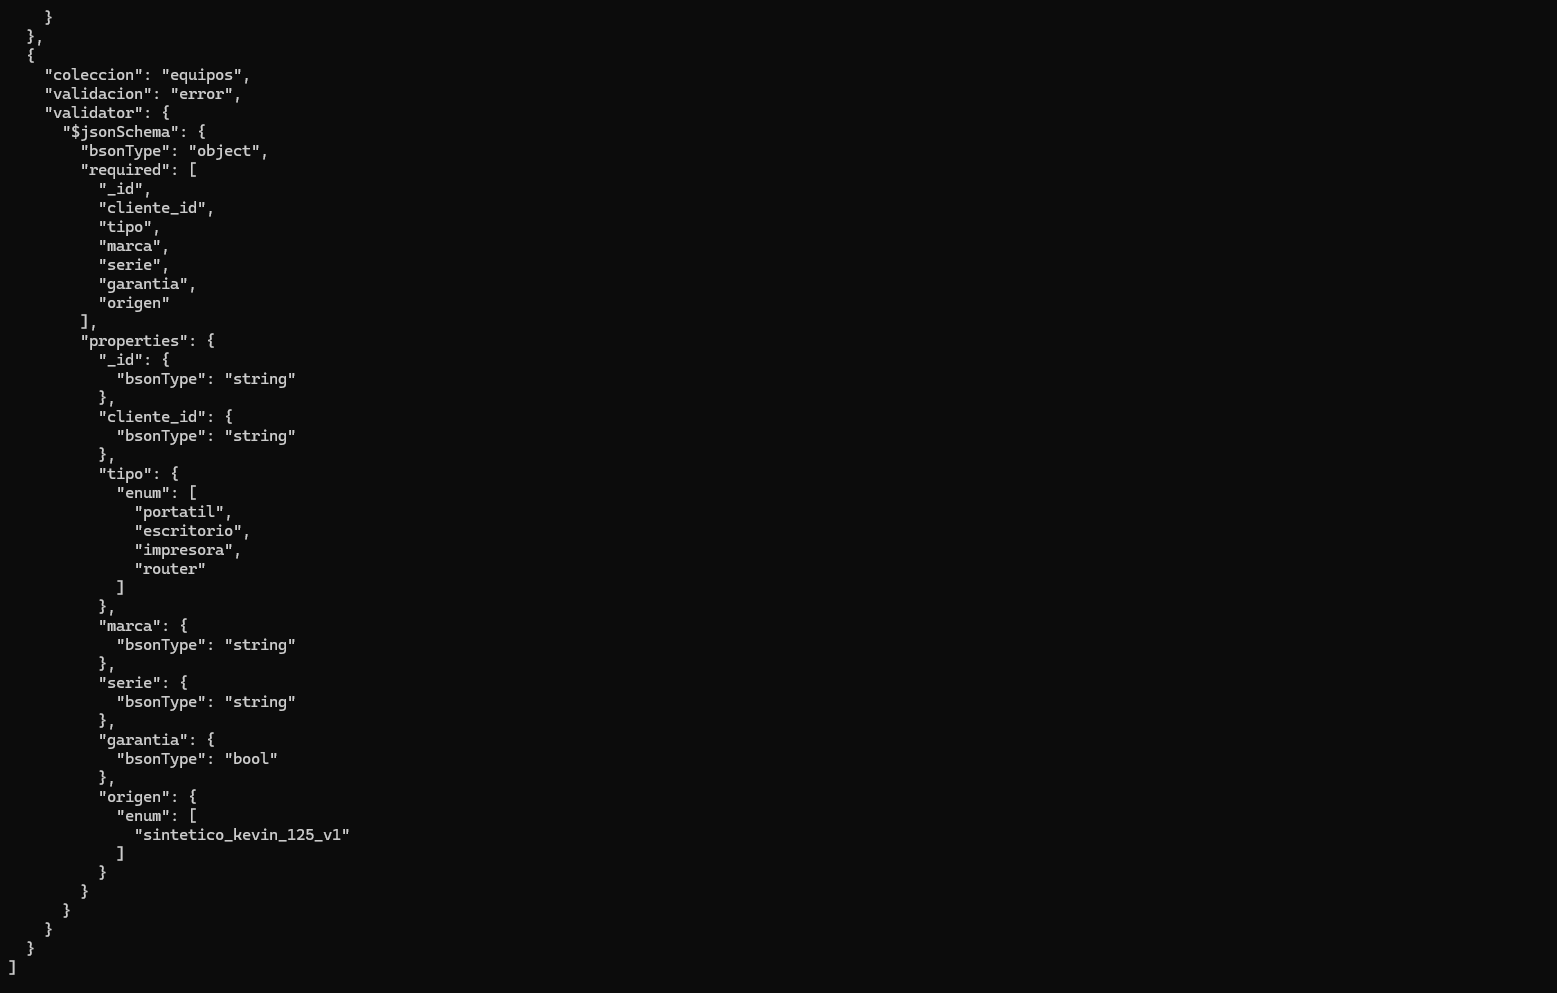 }
  },
  {
    "coleccion": "equipos",
    "validacion": "error",
    "validator": {
      "$jsonSchema": {
        "bsonType": "object",
        "required": [
          "_id",
          "cliente_id",
          "tipo",
          "marca",
          "serie",
          "garantia",
          "origen"
        ],
        "properties": {
          "_id": {
            "bsonType": "string"
          },
          "cliente_id": {
            "bsonType": "string"
          },
          "tipo": {
            "enum": [
              "portatil",
              "escritorio",
              "impresora",
              "router"
            ]
          },
          "marca": {
            "bsonType": "string"
          },
          "serie": {
            "bsonType": "string"
          },
          "garantia": {
            "bsonType": "bool"
          },
          "origen": {
            "enum": [
              "sintetico_kevin_125_v1"
            ]
          }
        }
      }
    }
  }
]